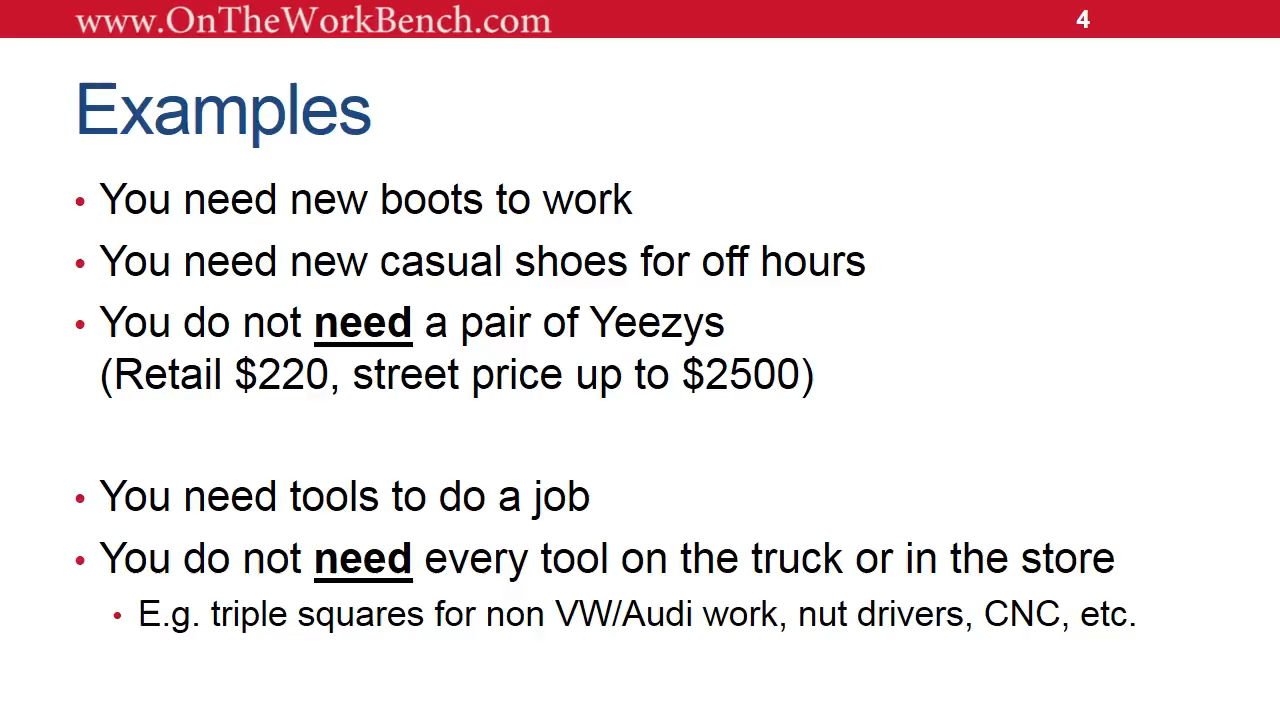 www.OnTheWorkBench.com
4
Examples
• You need new boots to work
• You need new casual shoes for off hours
• You do not need a pair of Yeezys
(Retail $220, street price up to $2500)
• You need tools to do a job
• You do not need every tool on the truck or in the store
• E.g. triple squares for non VW/Audi work, nut drivers, CNC, etc.